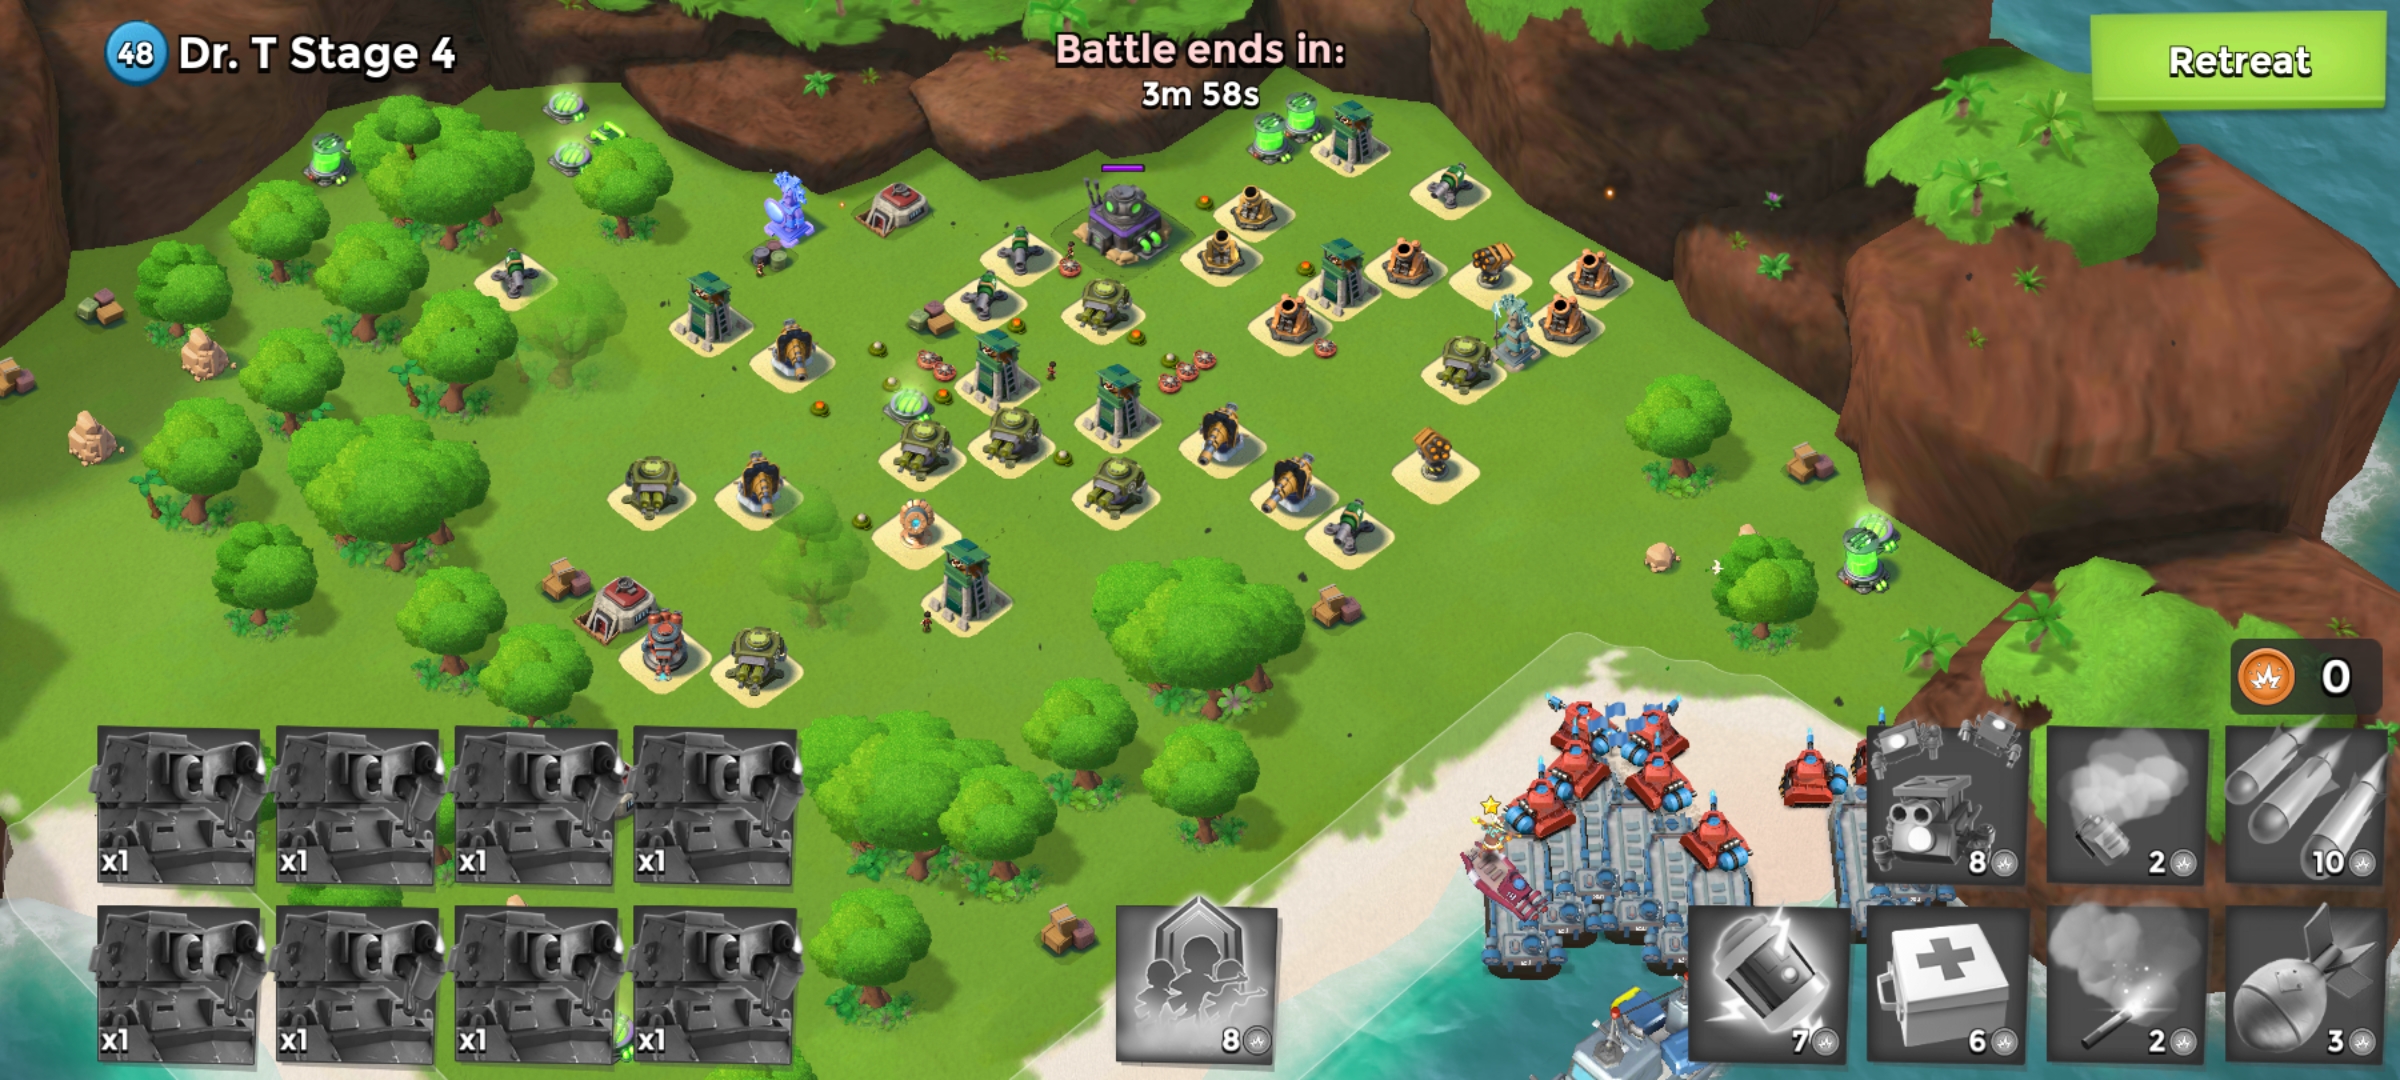 48 Dr. T Stage 4
Battle ends in:
3m 58s
Retreat
0
x1 x1 x1 x1
8 2 10
x1 x1 x1 x1
8 7 6 2 3